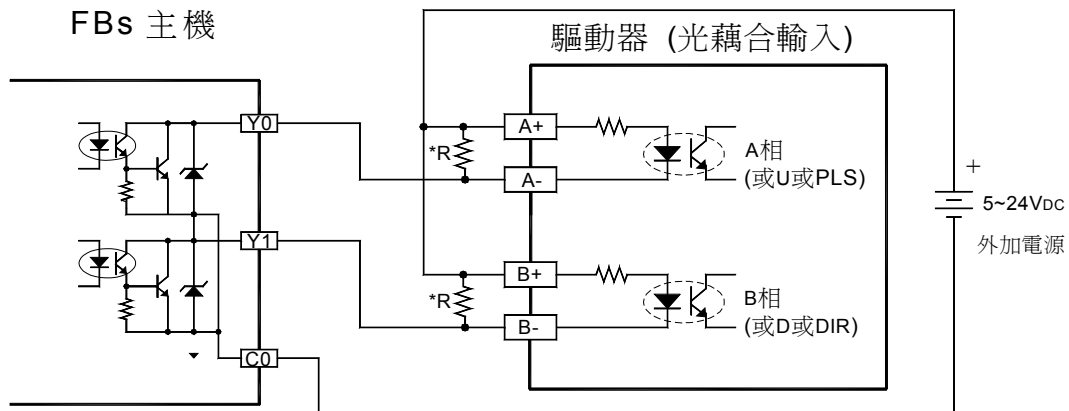 FBs 主機
驅動器 (光藕合輸入)
Y0
A+
*R
A-
A相
(或U或PLS)
+
5~24VDC
外加電源
Y1
B+
*R
B-
B相
(或D或DIR)
C0